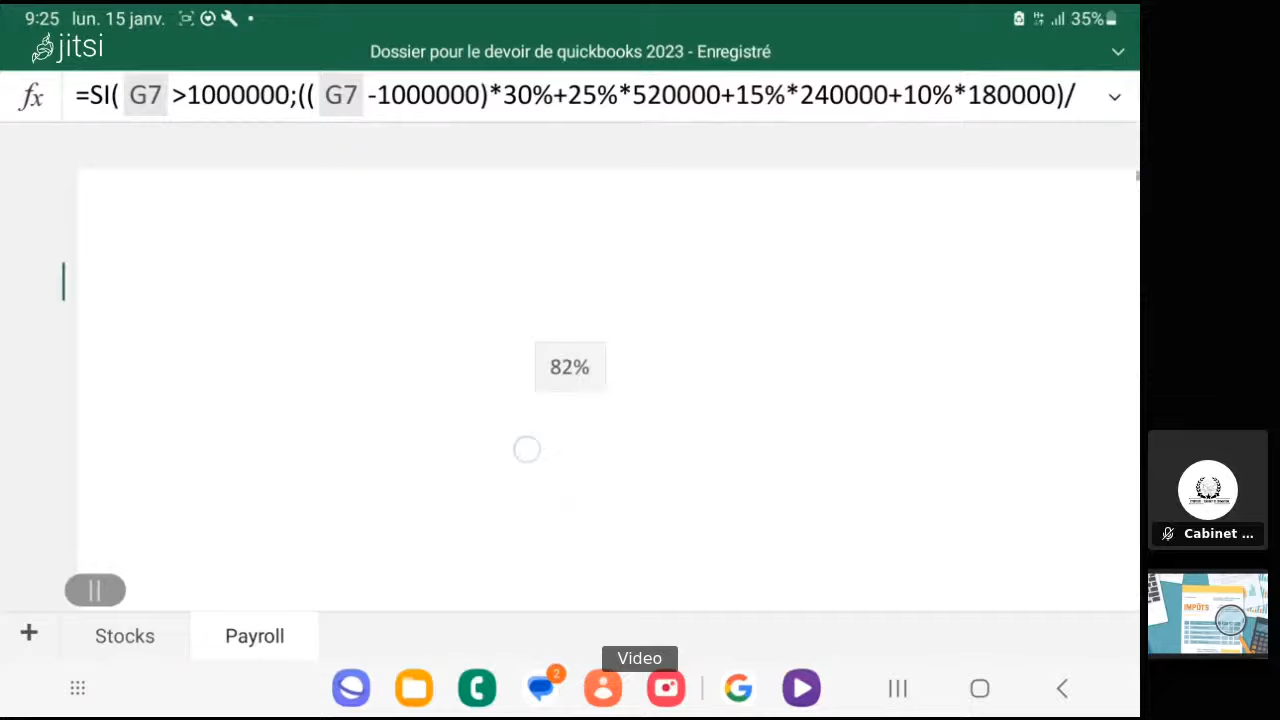 9:25 lun. 15 janv.
35%
jitsi
Dossier pour le devoir de quickbooks 2023 - Enregistré
fx
=SI( G7 >1000000;(( G7 -1000000)*30%+25%*520000+15%*240000+10%*180000)/
82%
Cabinet ...
IMPÔTS
+ Stocks Payroll
Video
2